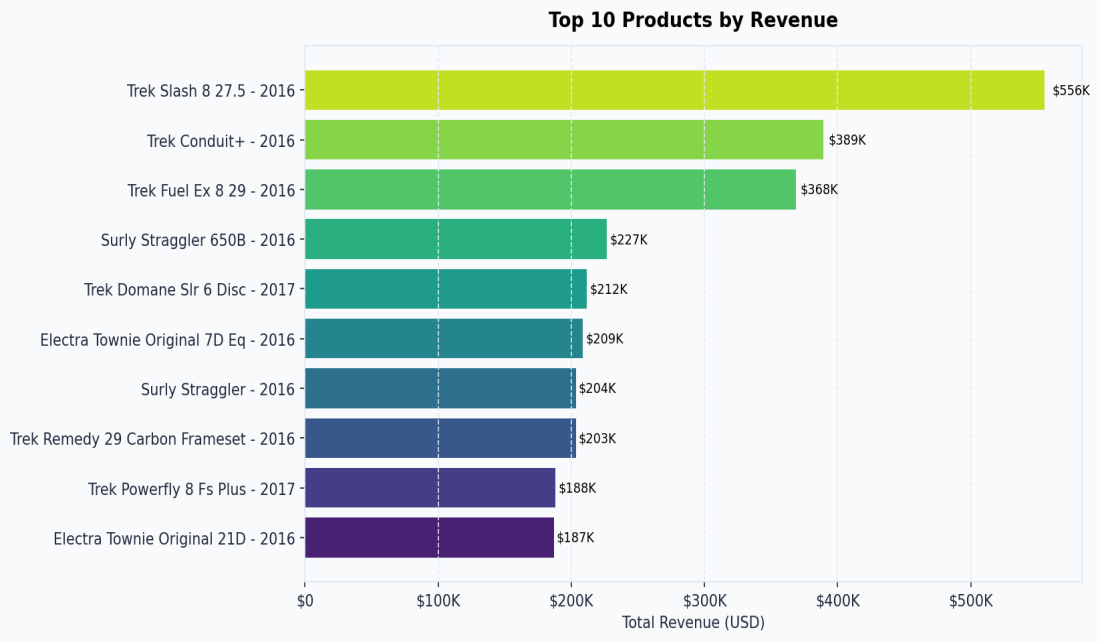 Top 10 Products by Revenue
Trek Slash 8 27.5 - 2016 $556K
Trek Conduit+ - 2016 $389K
Trek Fuel Ex 8 29 - 2016 $368K
Surly Straggler 650B - 2016 $227K
Trek Domane Slr 6 Disc - 2017 $212K
Electra Townie Original 7D Eq - 2016 $209K
Surly Straggler - 2016 $204K
Trek Remedy 29 Carbon Frameset - 2016 $203K
Trek Powerfly 8 Fs Plus - 2017 $188K
Electra Townie Original 21D - 2016 $187K
$0 $100K $200K $300K $400K $500K
Total Revenue (USD)